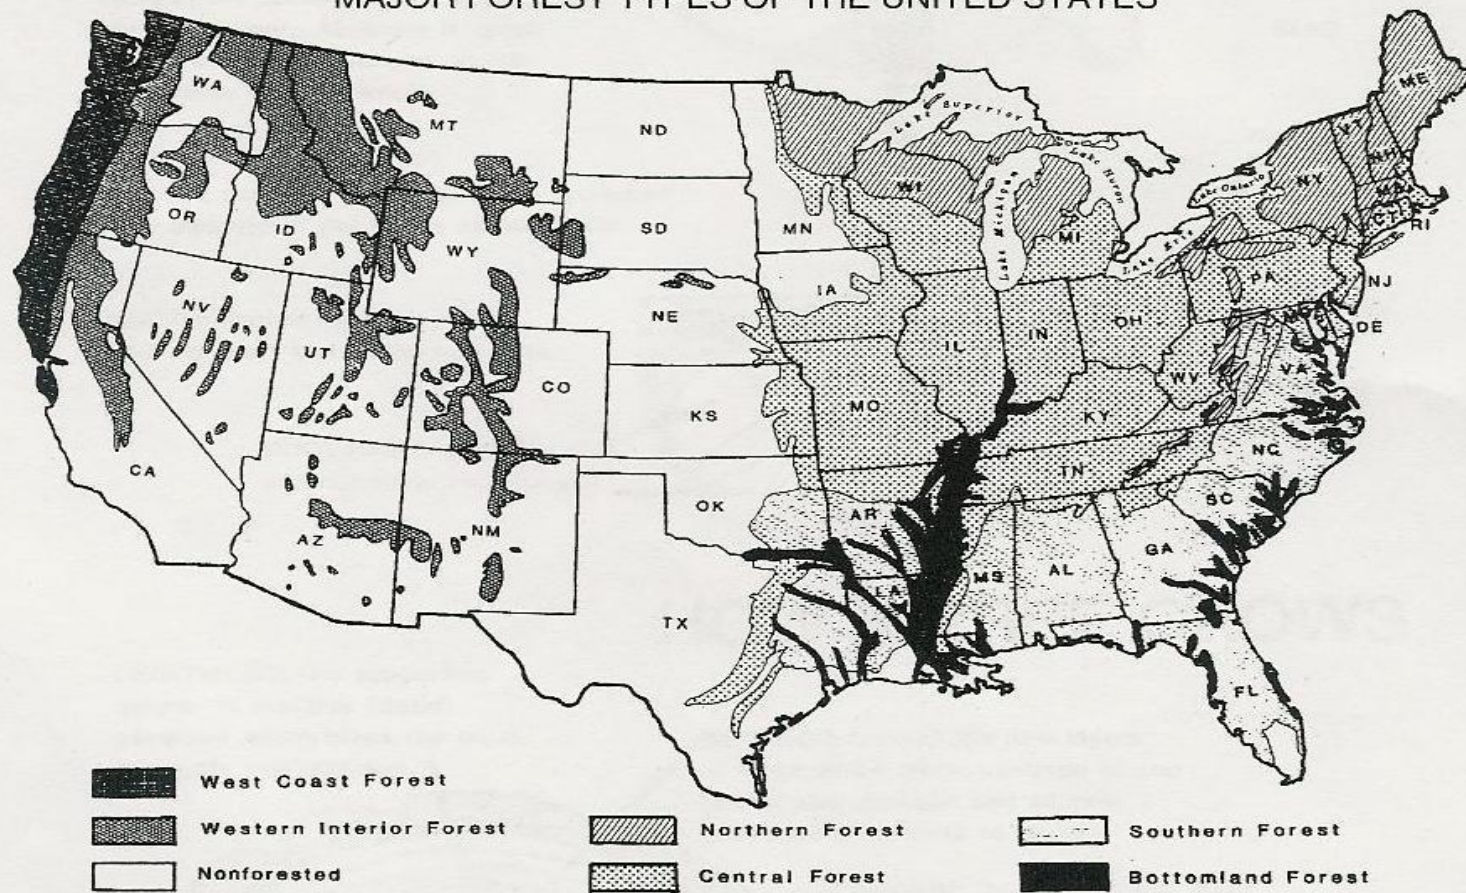 MAJOR FOREST TYPES OF THE UNITED STATES
WA
MT
ND
MN
Lake Superior
ME
VT
NH
Lake Huron
Lake Michigan
WI
MI
Lake Ontario
NY
MA
CT
RI
OR
ID
WY
SD
Lake Erie
IA
PA
NJ
NV
UT
NE
IL
IN
OH
DE
CO
KS
MO
WV
VA
KY
CA
AZ
NM
OK
AR
TN
NC
SC
TX
LA
MS
AL
GA
FL
West Coast Forest
Western Interior Forest
Nonforested
Northern Forest
Central Forest
Southern Forest
Bottomland Forest